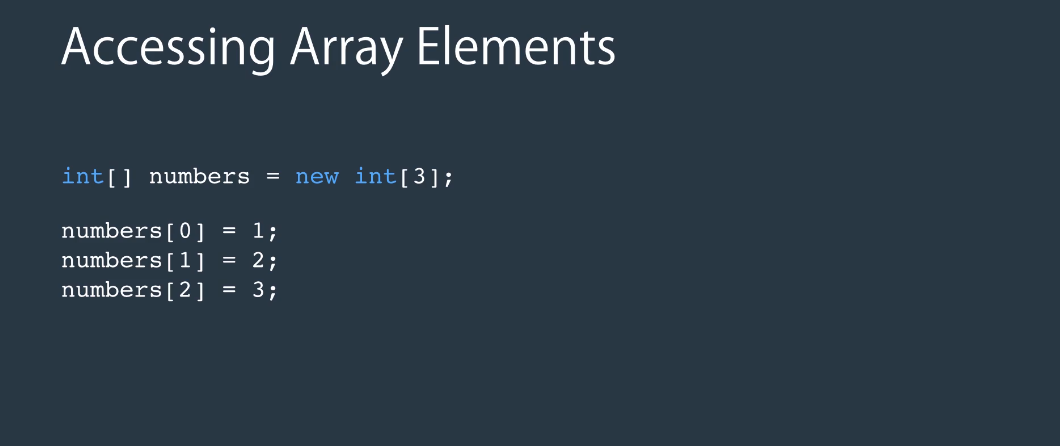 Accessing Array Elements
int[] numbers = new int[3];
numbers[0] = 1;
numbers[1] = 2;
numbers[2] = 3;